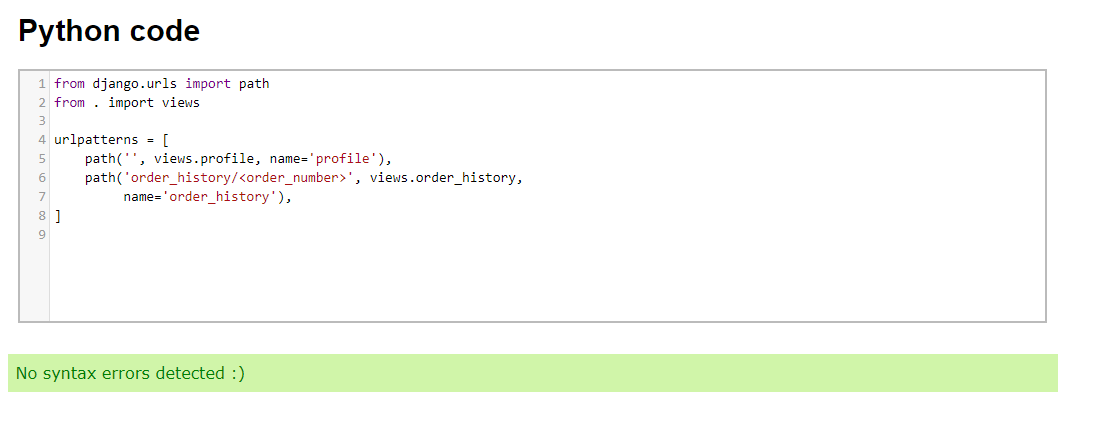 Python code
1 from django.urls import path
2 from . import views
3
4 urlpatterns = [
5     path('', views.profile, name='profile'),
6     path('order_history/<order_number>', views.order_history,
7          name='order_history'),
8 ]
9
No syntax errors detected :)